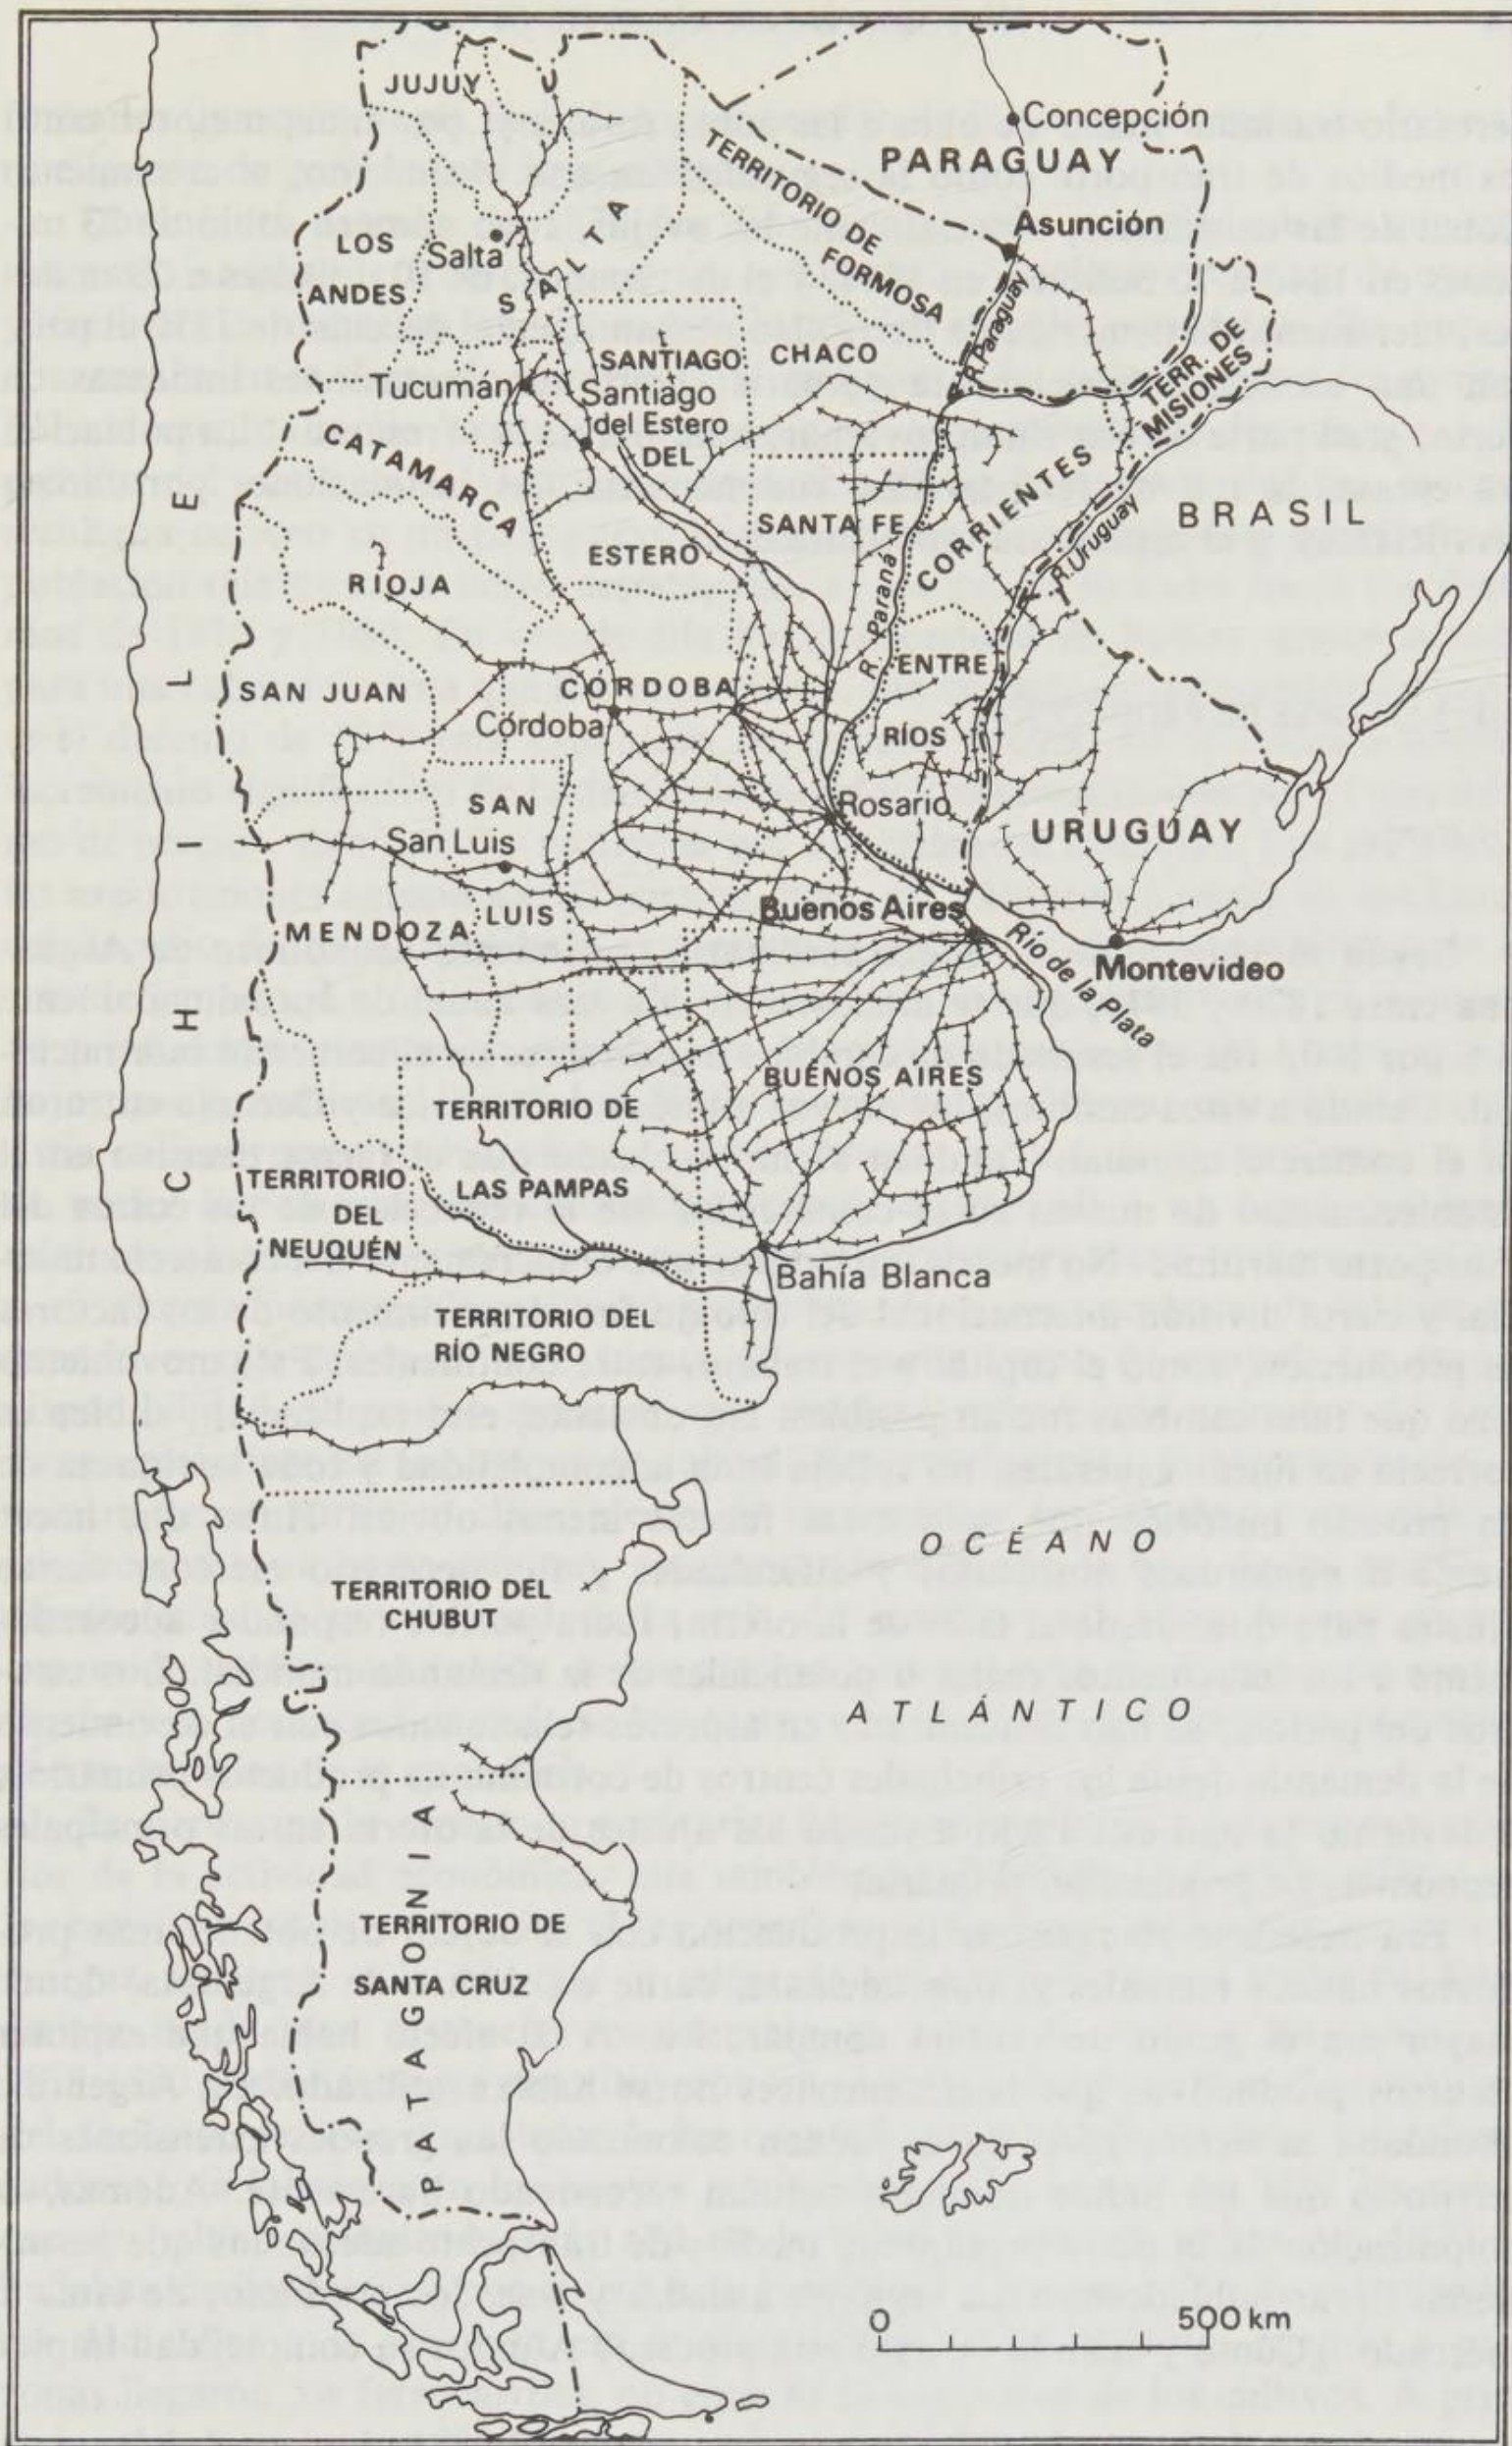 JUJUY
Concepción
PARAGUAY
TERRITORIO DE
FORMOSA
Asunción
LOS
ANDES
Salta
SALTA
R. Paraguay
SANTIAGO
CHACO
TERR. DE
MISIONES
Tucumán
Santiago
del Estero
DEL
CATAMARCA
SANTA FE
CORRIENTES
BRASIL
R. Uruguay
ESTERO
RIOJA
R. Paraná
ENTRE
SAN JUAN
CÓRDOBA
Córdoba
RÍOS
SAN
Rosario
URUGUAY
San Luis
LUIS
Buenos Aires
MENDOZA
Río de la Plata
Montevideo
CHILE
BUENOS AIRES
TERRITORIO DE
LAS PAMPAS
TERRITORIO
DEL
NEUQUÉN
Bahía Blanca
TERRITORIO DEL
RÍO NEGRO
OCÉANO
TERRITORIO DEL
CHUBUT
ATLÁNTICO
PATAGONIA
TERRITORIO DE
SANTA CRUZ
0 500 km